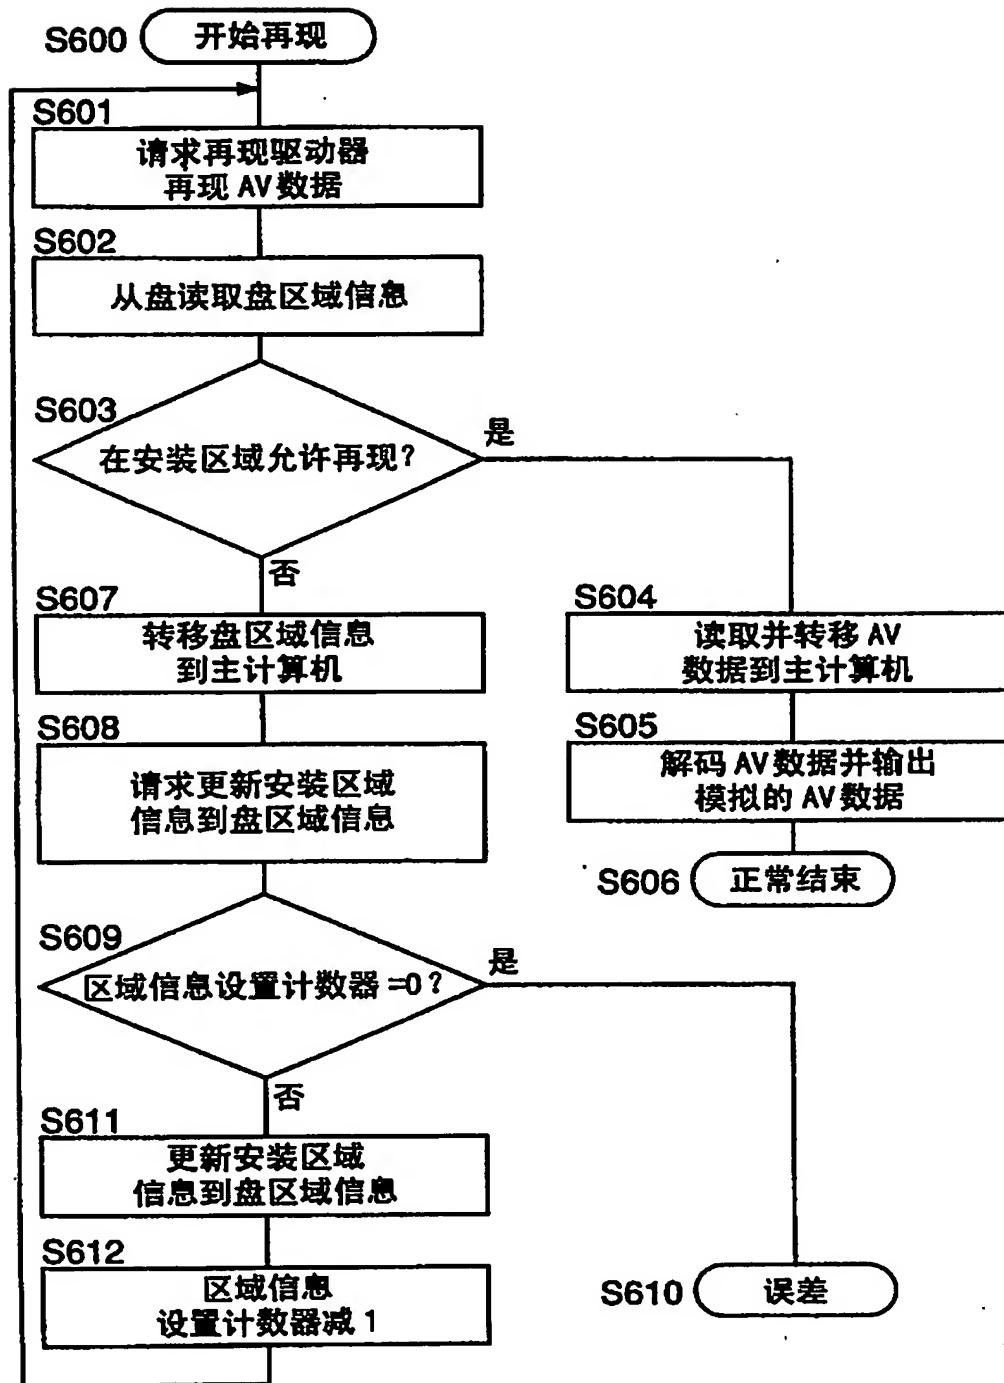 S600 开始再现
S601
请求再现驱动器
再现 AV 数据
S602
从盘读取盘区域信息
S603
在安装区域允许再现？
是
否
S607
转移盘区域信息
到主计算机
S604
读取并转移 AV
数据到主计算机
S608
请求更新安装区域
信息到盘区域信息
S605
解码 AV 数据并输出
模拟的 AV 数据
S606 正常结束
S609
区域信息设置计数器 =0？
是
否
S611
更新安装区域
信息到盘区域信息
S612
区域信息
设置计数器减 1
S610 误差